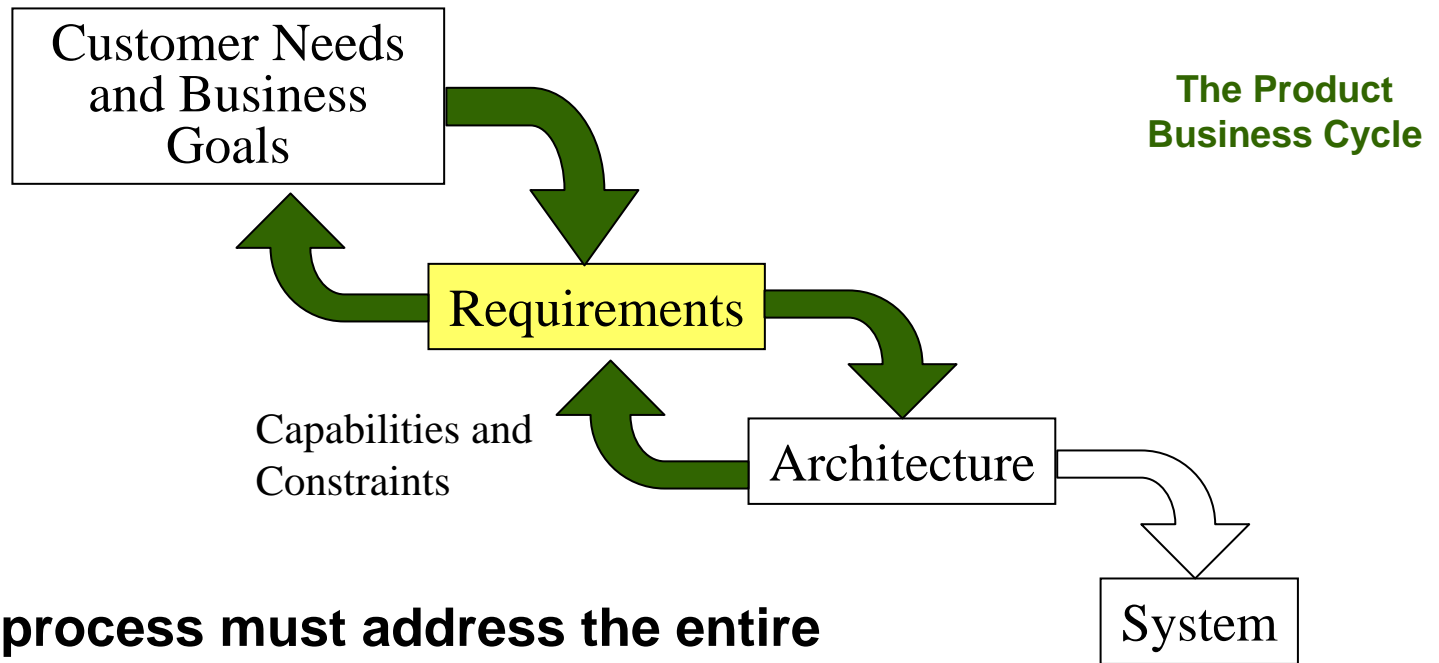 Customer Needs
and Business
Goals
The Product
Business Cycle
Requirements
Capabilities and
Constraints
Architecture
process must address the entire
System